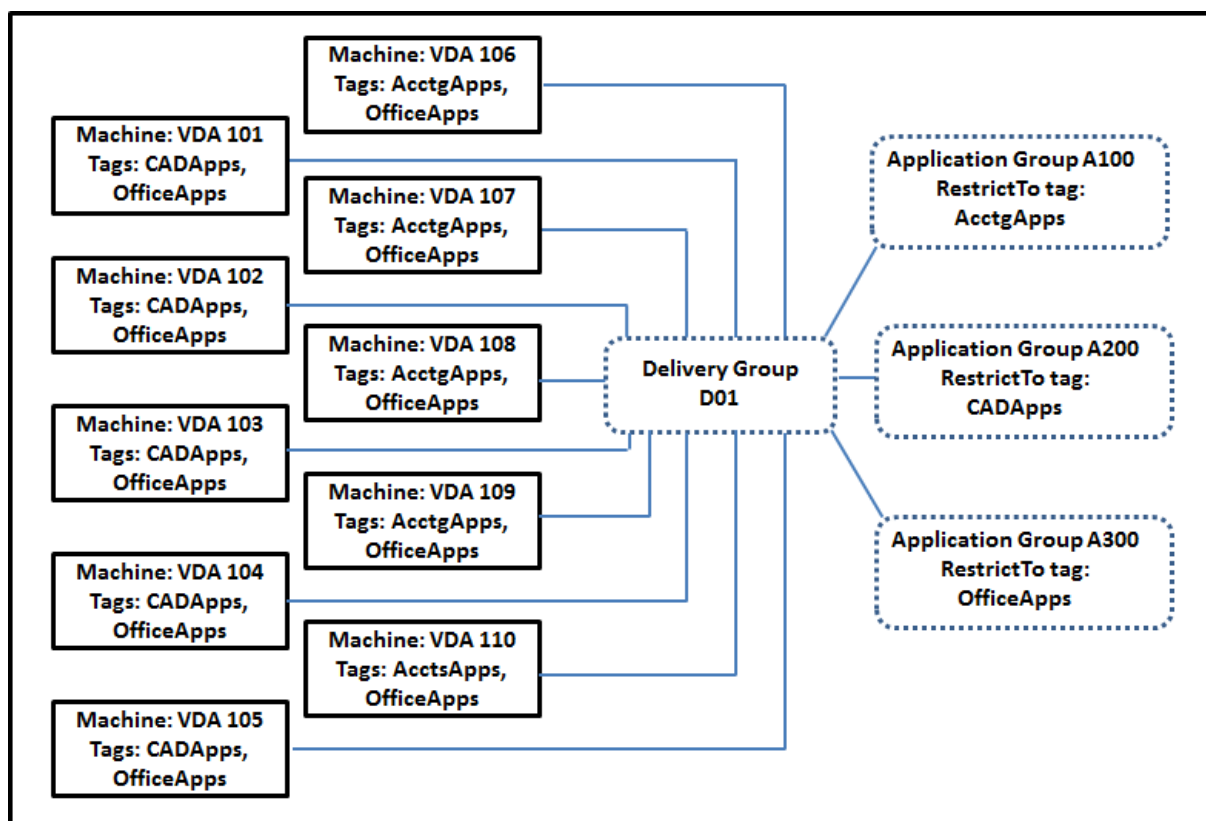 Machine: VDA 106
Tags: AcctgApps,
OfficeApps
Machine: VDA 101
Tags: CADApps,
OfficeApps
Machine: VDA 107
Tags: AcctgApps,
OfficeApps
Machine: VDA 102
Tags: CADApps,
OfficeApps
Machine: VDA 108
Tags: AcctgApps,
OfficeApps
Machine: VDA 103
Tags: CADApps,
OfficeApps
Machine: VDA 109
Tags: AcctgApps,
OfficeApps
Machine: VDA 104
Tags: CADApps,
OfficeApps
Machine: VDA 110
Tags: AcctsApps,
OfficeApps
Machine: VDA 105
Tags: CADApps,
OfficeApps
Delivery Group
D01
Application Group A100
RestrictTo tag:
AcctgApps
Application Group A200
RestrictTo tag:
CADApps
Application Group A300
RestrictTo tag:
OfficeApps